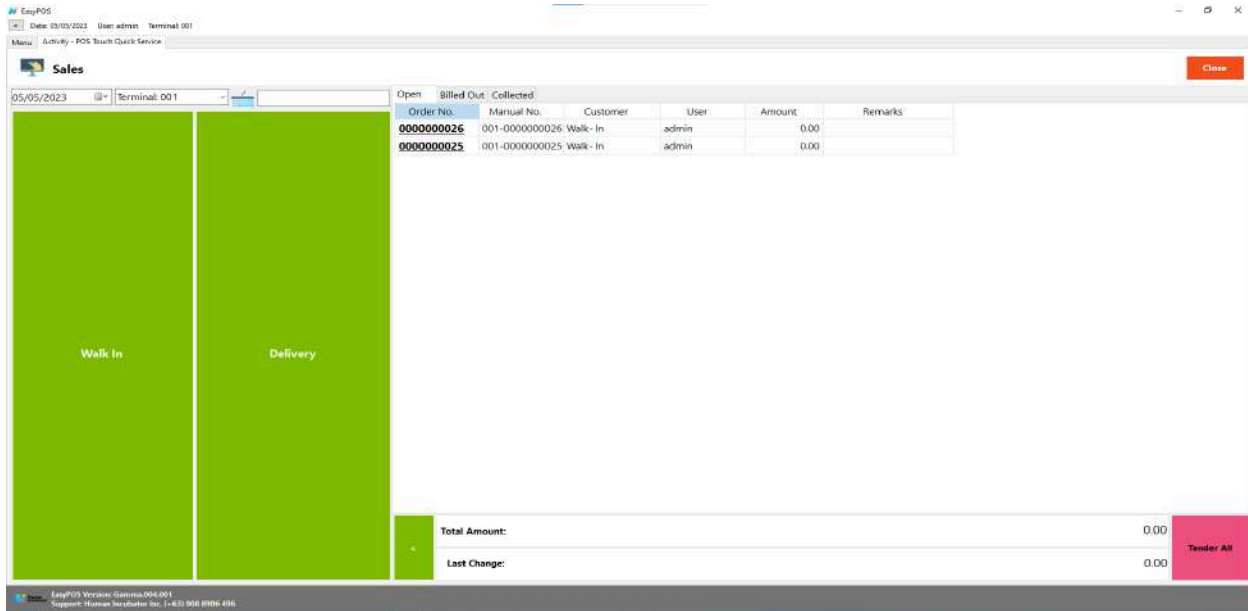 EasyPOS
Date: 05/05/2023 User: admin Terminal: 001
Menu Activity - POS Touch Quick Service
Sales
Close
05/05/2023 Terminal: 001
Open Billed Out Collected
Order No. Manual No. Customer User Amount Remarks
0000000026 001-0000000026 Walk- In admin 0.00
0000000025 001-0000000025 Walk- In admin 0.00
Walk In
Delivery
<
Total Amount: 0.00
Last Change: 0.00
Tender All
EasyPOS Version: Gamma.004.001
Support: Human Incubator Inc. (+63) 908 8906 496